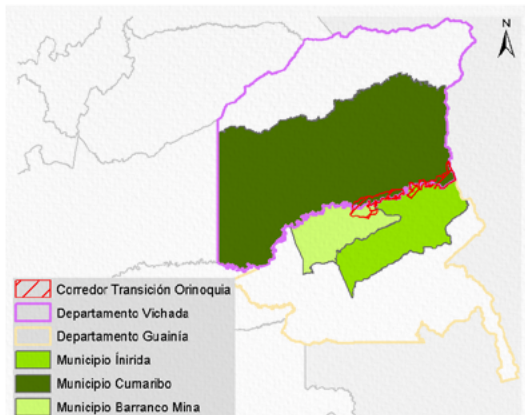 N
Corredor Transición Orinoquia
Departamento Vichada
Departamento Guainía
Municipio Ínirida
Municipio Cumaribo
Municipio Barranco Mina